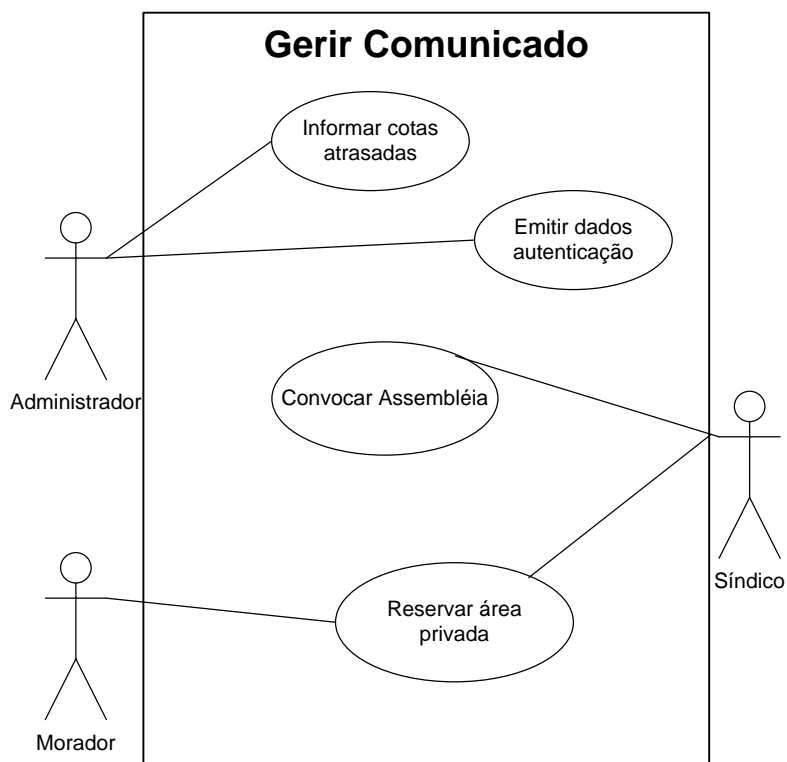 Gerir Comunicado
Informar cotas
atrasadas
Emitir dados
autenticação
Administrador
Convocar Assembléia
Síndico
Reservar área
privada
Morador